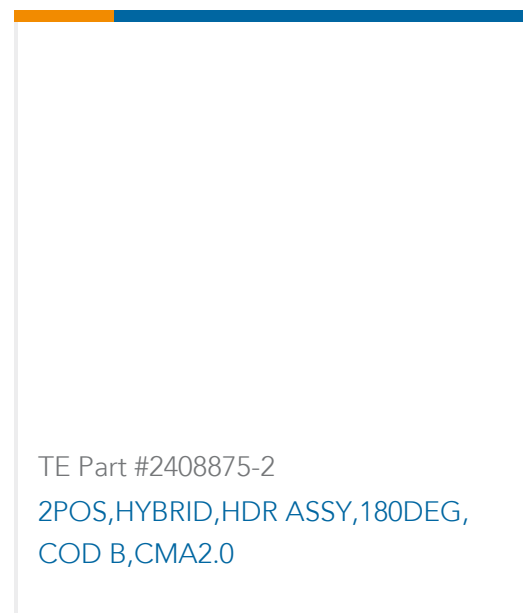 TE Part #2408875-2
2POS,HYBRID,HDR ASSY,180DEG,
COD B,CMA2.0